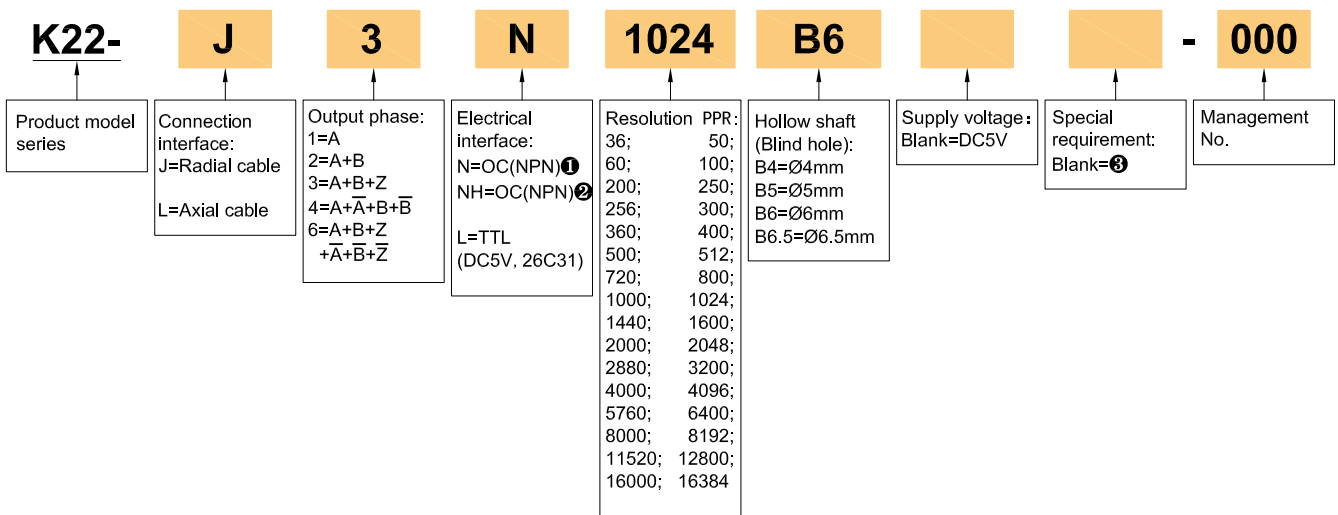 K22- J 3 N 1024 B6 - 000
Product model
series
Connection
interface:
J=Radial cable
L=Axial cable
Output phase:
1=A
2=A+B
3=A+B+Z
4=A+A̅+B+B̅
6=A+B+Z
+A̅+B̅+Z̅
Electrical
interface:
N=OC(NPN)❶
NH=OC(NPN)❷
L=TTL
(DC5V, 26C31)
Resolution PPR:
36; 50;
60; 100;
200; 250;
256; 300;
360; 400;
500; 512;
720; 800;
1000; 1024;
1440; 1600;
2000; 2048;
2880; 3200;
4000; 4096;
5760; 6400;
8000; 8192;
11520; 12800;
16000; 16384
Hollow shaft
(Blind hole):
B4=Ø4mm
B5=Ø5mm
B6=Ø6mm
B6.5=Ø6.5mm
Supply voltage：
Blank=DC5V
Special
requirement:
Blank=❸
Management
No.